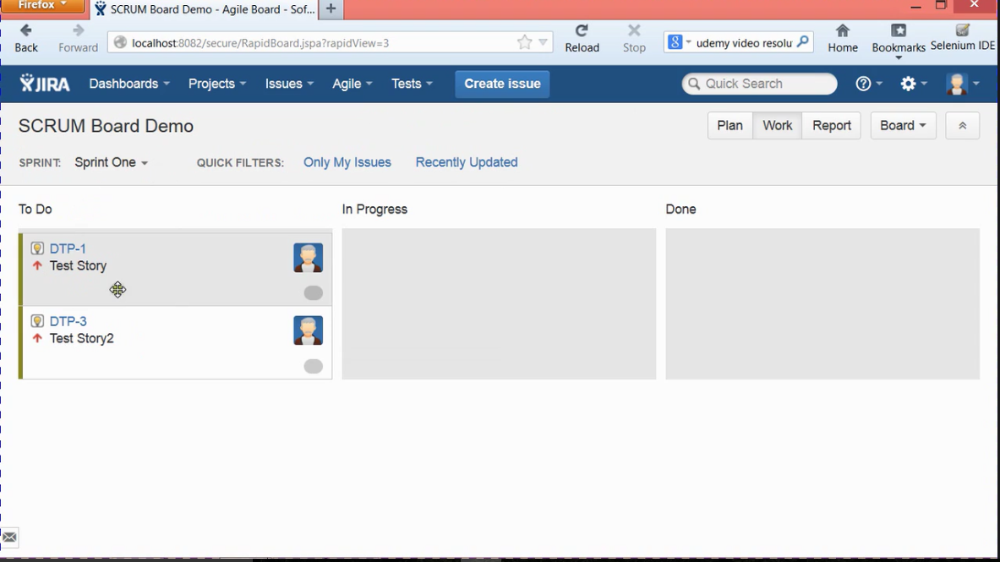 Firefox
SCRUM Board Demo - Agile Board - Sof...
Back
Forward
localhost:8082/secure/RapidBoard.jspa?rapidView=3
Reload
Stop
udemy video resolu
Home
Bookmarks
Selenium IDE
JIRA
Dashboards
Projects
Issues
Agile
Tests
Create issue
Quick Search
SCRUM Board Demo
Plan
Work
Report
Board
SPRINT: Sprint One
QUICK FILTERS: Only My Issues Recently Updated
To Do
In Progress
Done
DTP-1
Test Story
DTP-3
Test Story2